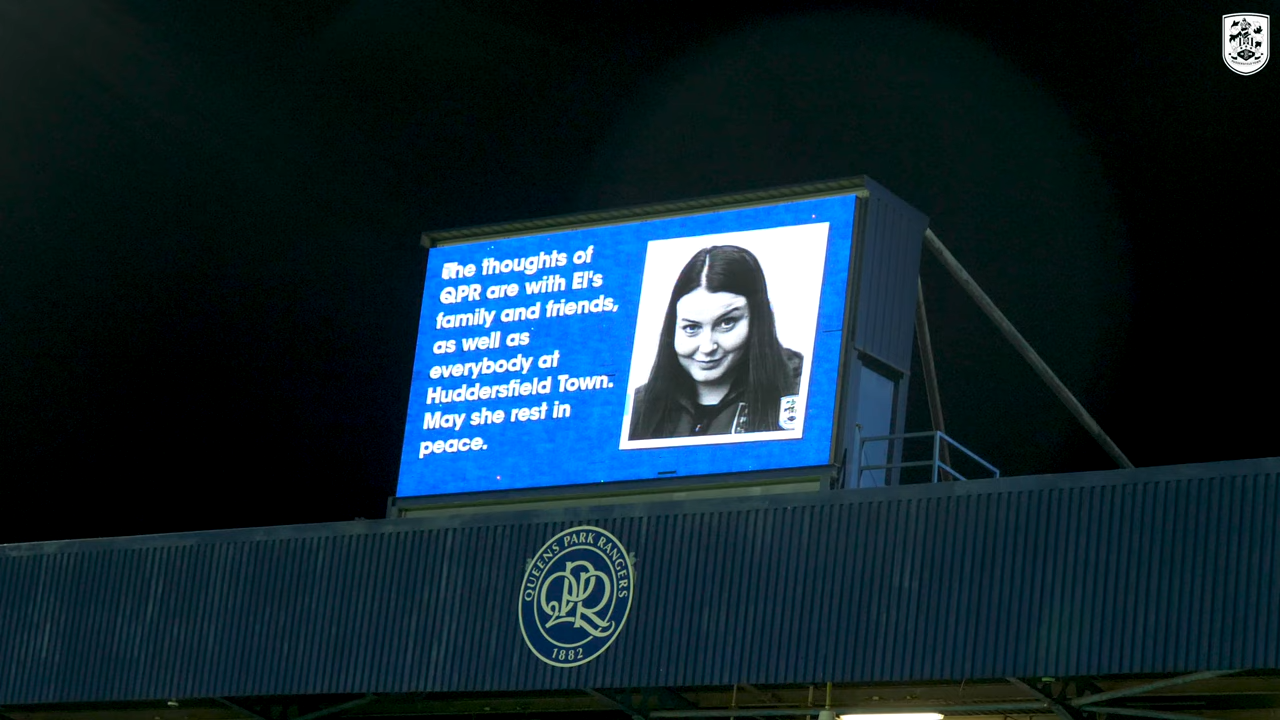 The thoughts of
QPR are with El's
family and friends,
as well as
everybody at
Huddersfield Town.
May she rest in
peace.
QUEENS PARK RANGERS
QPR
1882